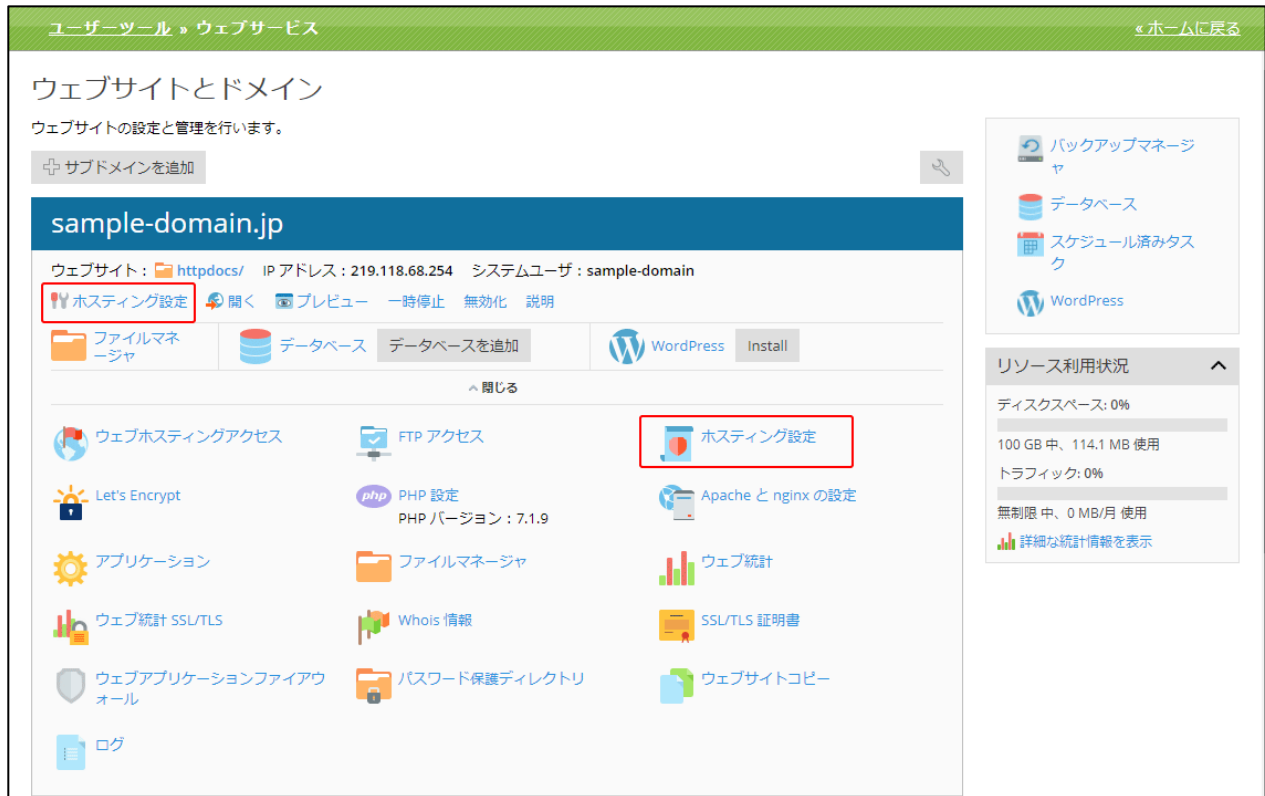 ユーザーツール » ウェブサービス
« ホームに戻る
ウェブサイトとドメイン
ウェブサイトの設定と管理を行います。
サブドメインを追加
sample-domain.jp
ウェブサイト : httpdocs/ IP アドレス : 219.118.68.254 システムユーザ : sample-domain
ホスティング設定 開く プレビュー 一時停止 無効化 説明
ファイルマネ
ージャ
データベース データベースを追加
WordPress Install
閉じる
ウェブホスティングアクセス
FTP アクセス
ホスティング設定
Let's Encrypt
php PHP 設定
PHP バージョン : 7.1.9
Apache と nginx の設定
アプリケーション
ファイルマネージャ
ウェブ統計
ウェブ統計 SSL/TLS
Whois 情報
SSL/TLS 証明書
ウェブアプリケーションファイアウ
ォール
パスワード保護ディレクトリ
ウェブサイトコピー
ログ
バックアップマネージ
ャ
データベース
スケジュール済みタス
ク
WordPress
リソース利用状況
ディスクスペース: 0%
100 GB 中、114.1 MB 使用
トラフィック: 0%
無制限 中、0 MB/月 使用
詳細な統計情報を表示